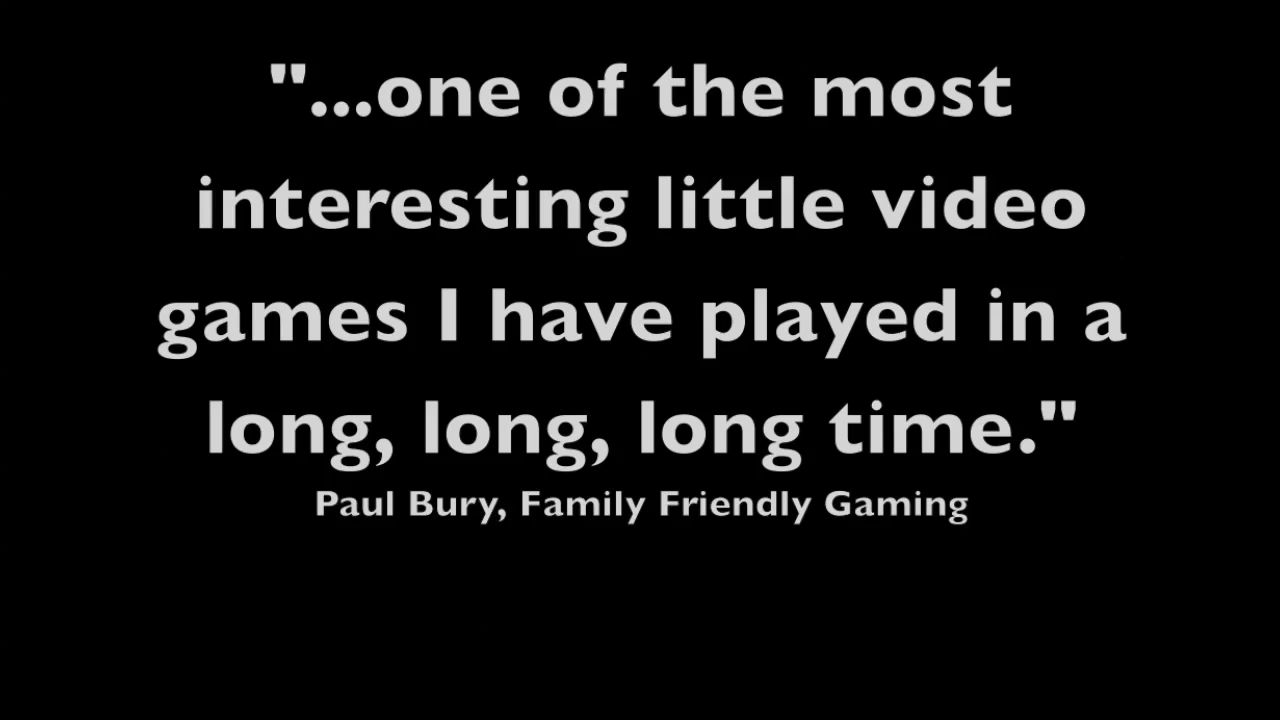 "...one of the most
interesting little video
games I have played in a
long, long, long time."
Paul Bury, Family Friendly Gaming